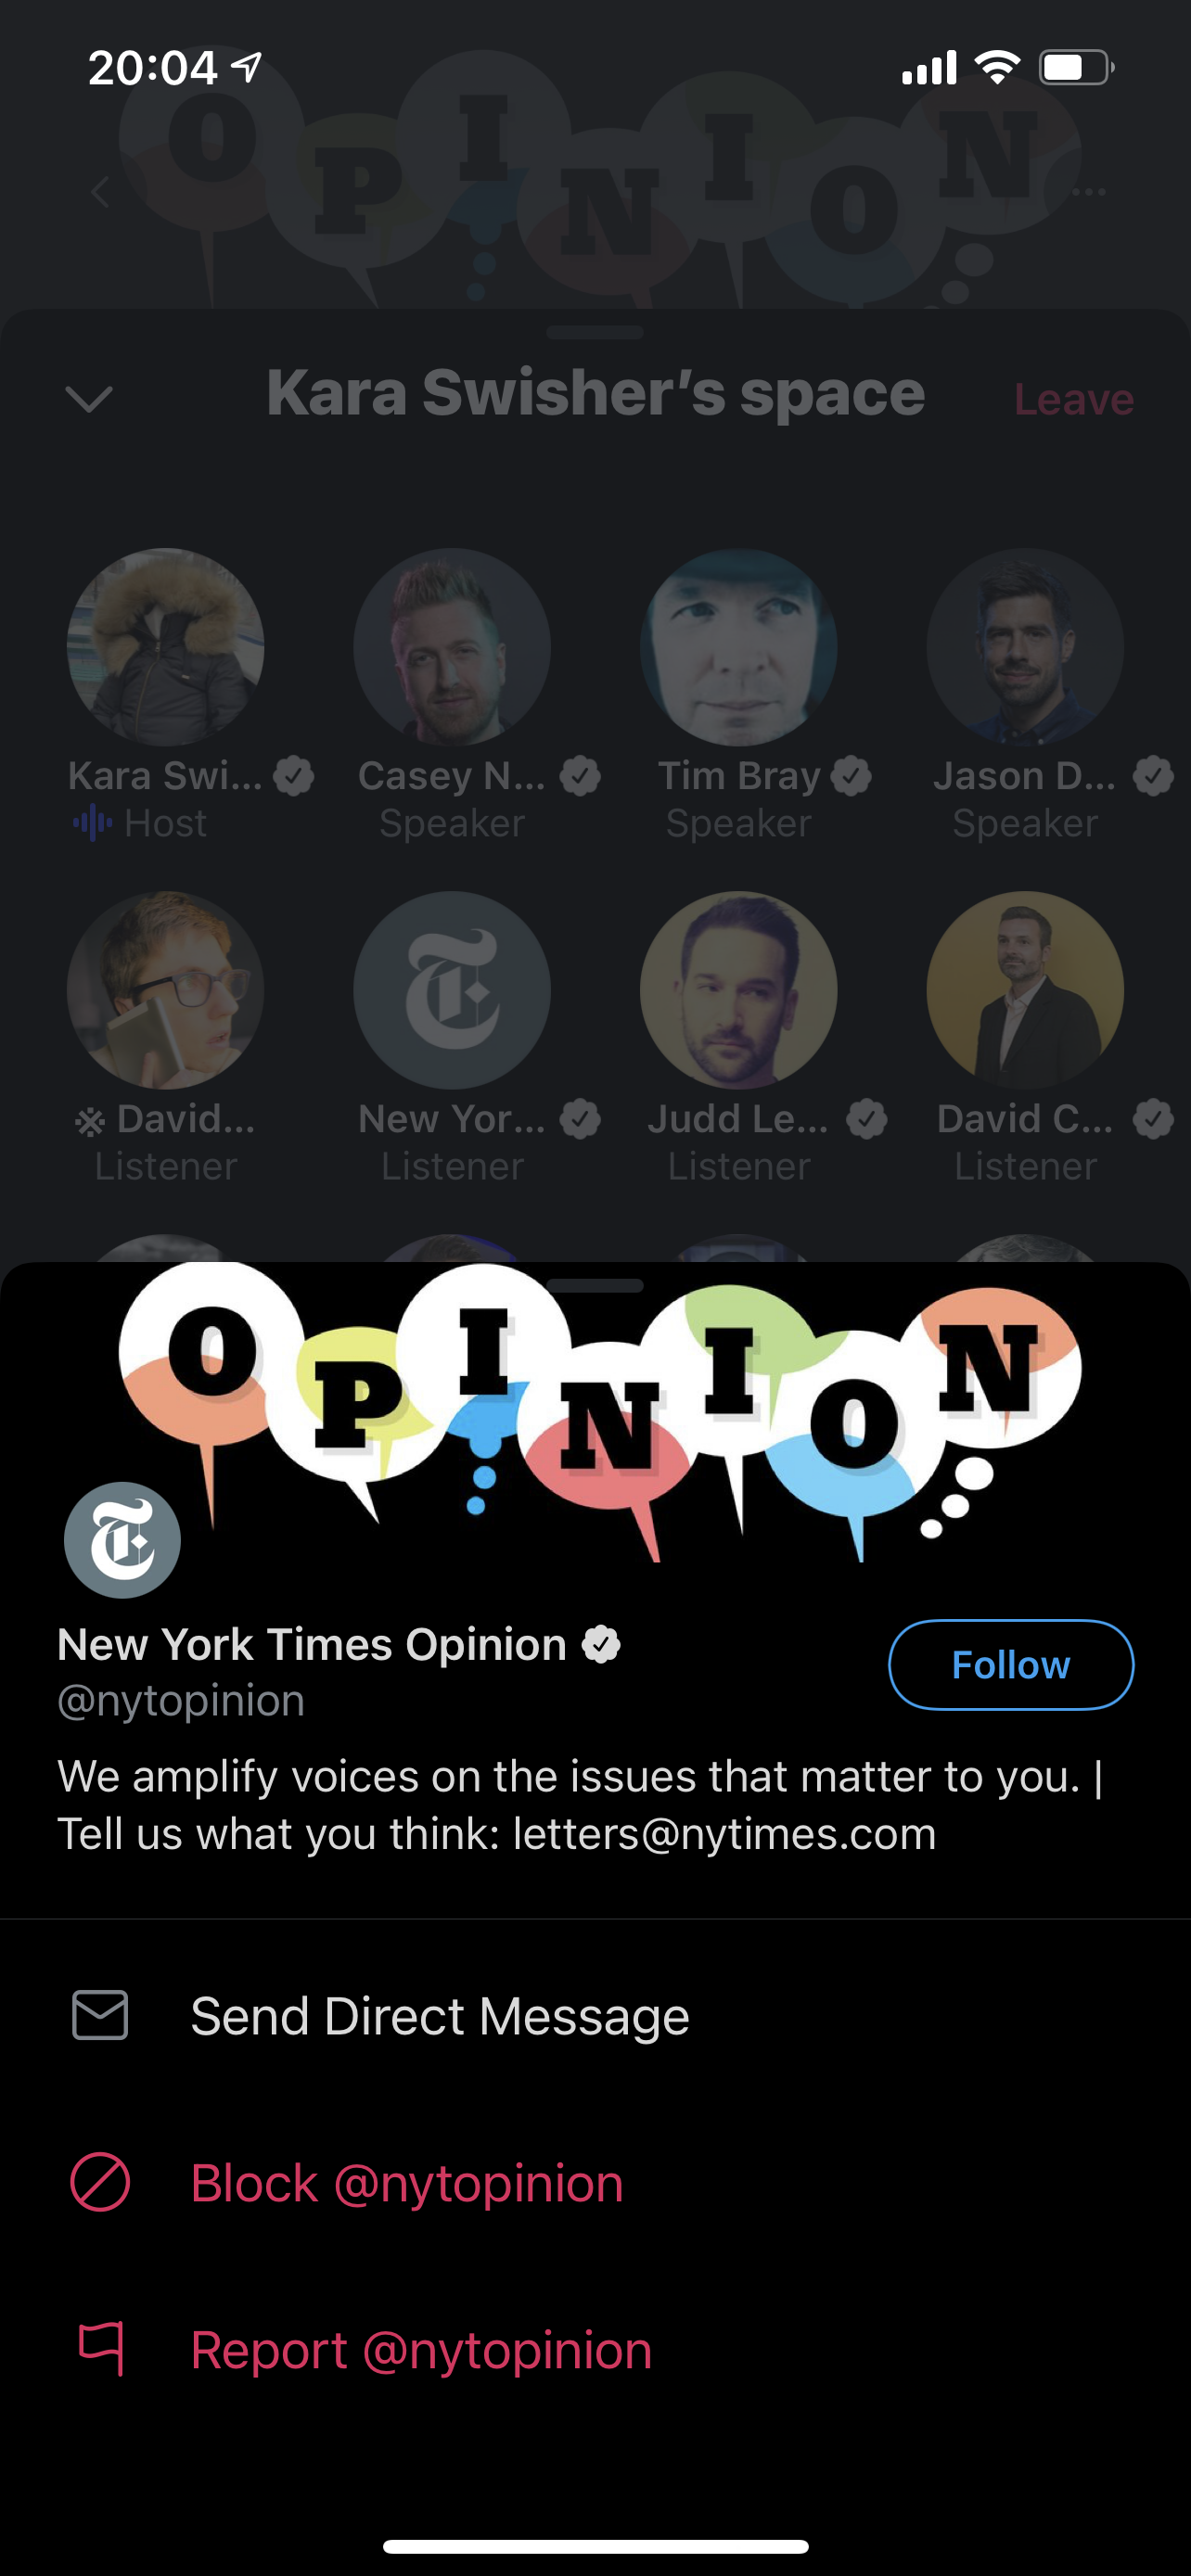 20:04
OPINION
Kara Swisher’s space
Leave
Kara Swi...
Casey N...
Tim Bray
Jason D...
Host
Speaker
Speaker
Speaker
※ David...
New Yor...
Judd Le...
David C...
Listener
Listener
Listener
Listener
OPINION
New York Times Opinion
@nytopinion
Follow
We amplify voices on the issues that matter to you. |
Tell us what you think: letters@nytimes.com
Send Direct Message
Block @nytopinion
Report @nytopinion